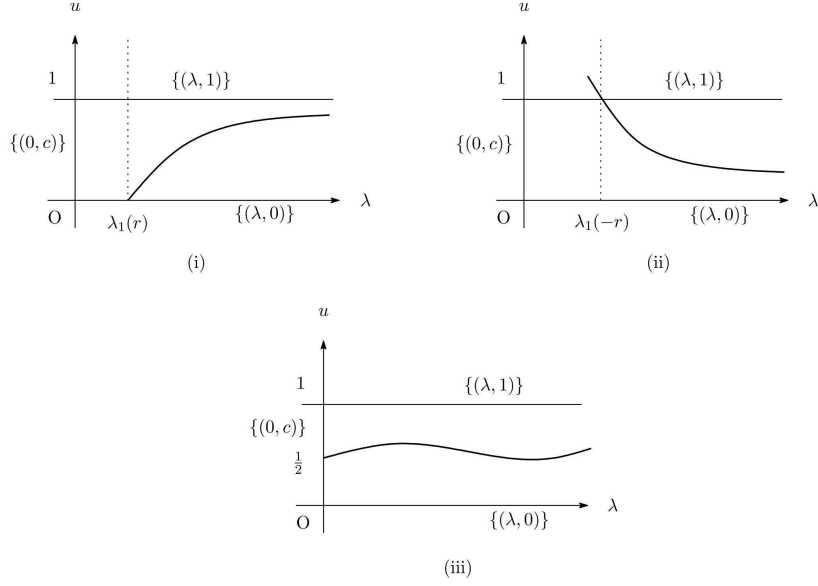 u
1
{(λ, 1)}
{(0, c)}
O
λ₁(r)
{(λ, 0)}
λ
(i)
u
1
{(λ, 1)}
{(0, c)}
O
λ₁(−r)
{(λ, 0)}
λ
(ii)
u
1
{(λ, 1)}
{(0, c)}
1/2
O
{(λ, 0)}
λ
(iii)